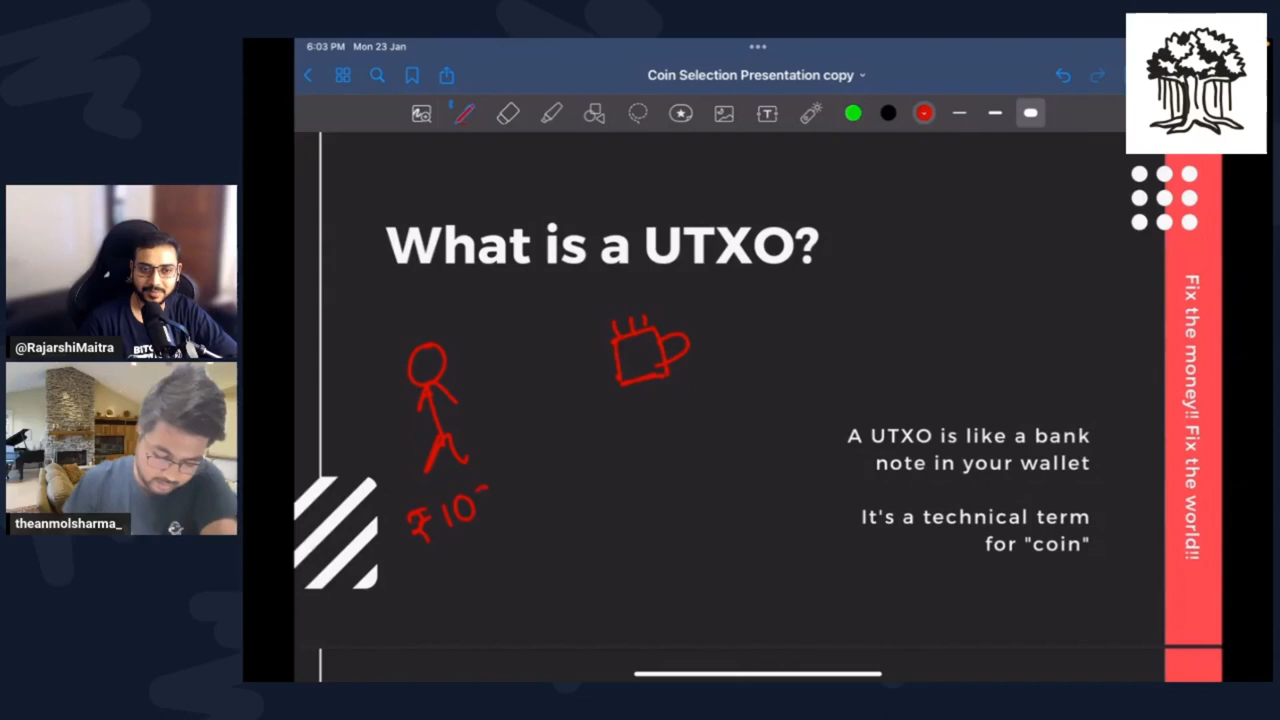 6:03 PM Mon 23 Jan
Coin Selection Presentation copy
T
What is a UTXO?
@RajarshiMaitra
theanmolsharma_
₹10
A UTXO is like a bank
note in your wallet
It's a technical term
for "coin"
Fix the money!! Fix the world!!